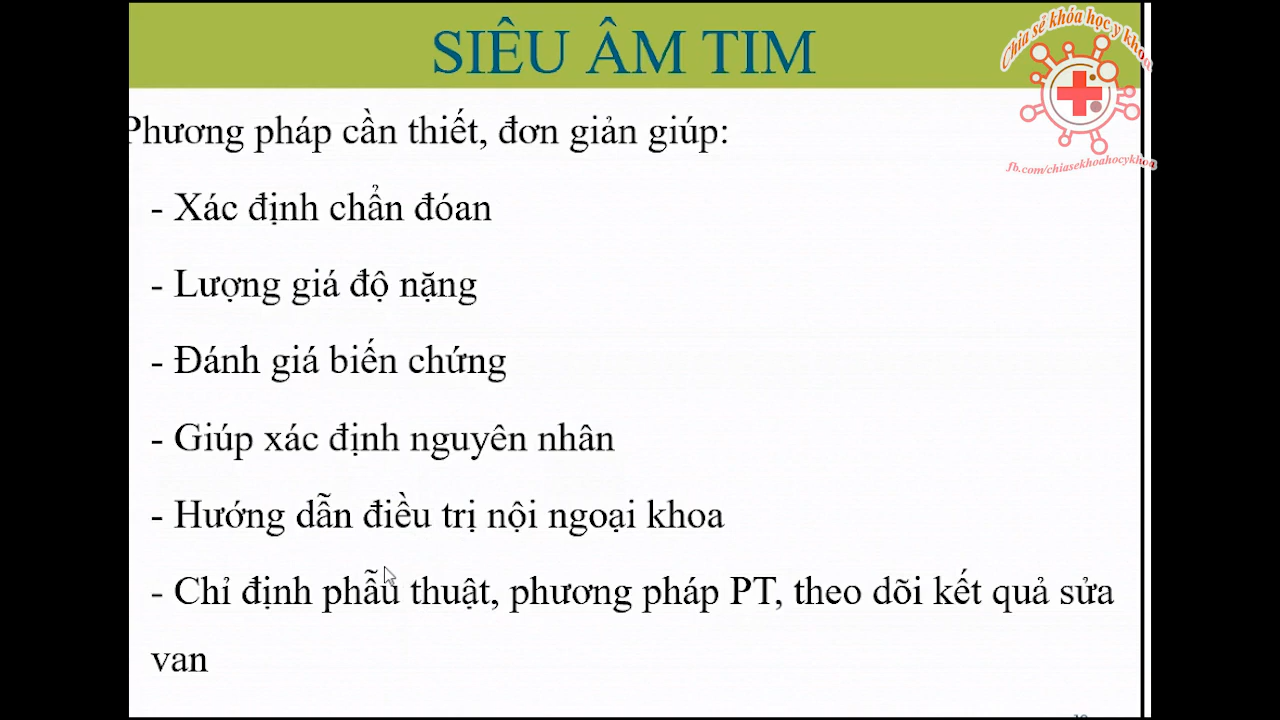 SIÊU ÂM TIM
Chia sẻ khóa học y khoa
fb.com/chiasekhoahocykhoa
Phương pháp cần thiết, đơn giản giúp:
- Xác định chẩn đóan
- Lượng giá độ nặng
- Đánh giá biến chứng
- Giúp xác định nguyên nhân
- Hướng dẫn điều trị nội ngoại khoa
- Chỉ định phẫu thuật, phương pháp PT, theo dõi kết quả sửa
van